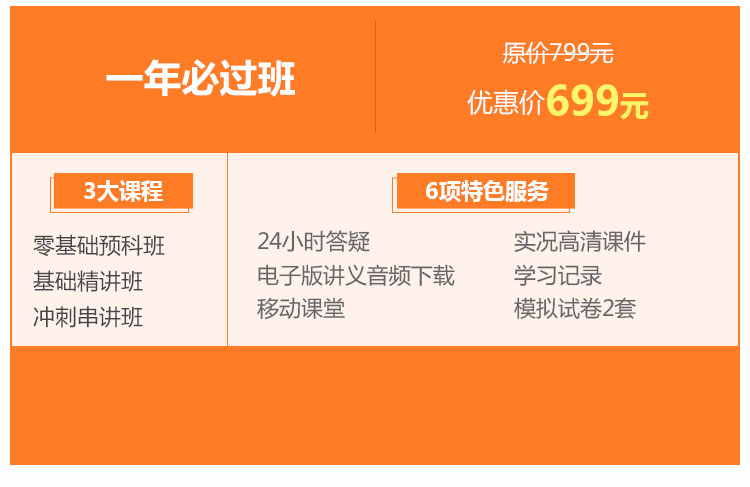 一年必过班
原价799元
优惠价699元
3大课程
零基础预科班
基础精讲班
冲刺串讲班
6项特色服务
24小时答疑
实况高清课件
电子版讲义音频下载
学习记录
移动课堂
模拟试卷2套